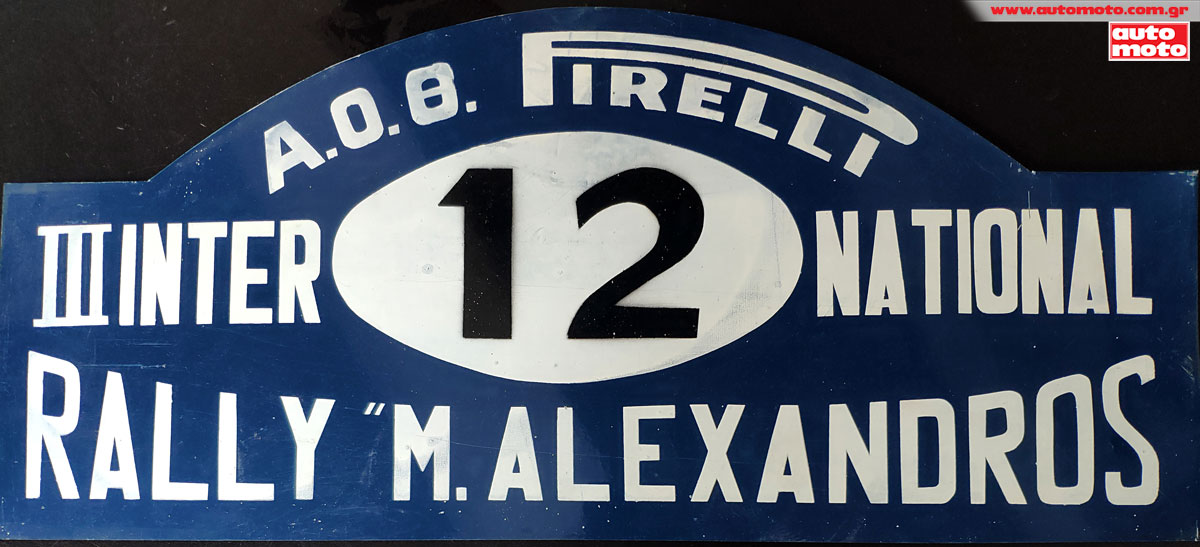 www.automoto.com.gr
auto
moto
Α.Ο.Θ. PIRELLI
III INTER 12 NATIONAL
RALLY "M. ALEXANDROS